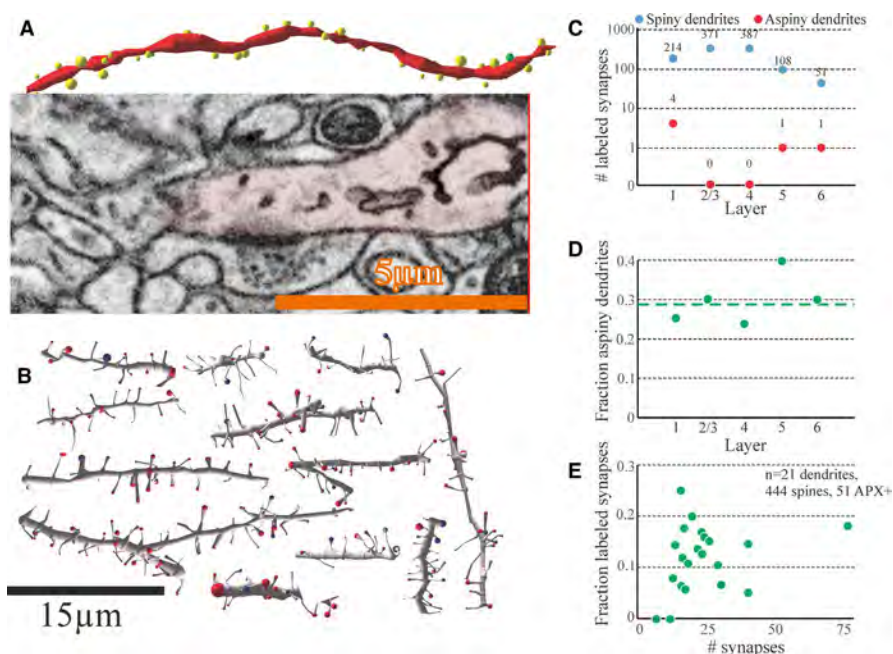 A
5µm
B
15µm
C
Spiny dendrites Aspiny dendrites
# labeled synapses
1000
100
10
1
0
214
371
387
108
51
4
0
0
1
1
1 2/3 4 5 6
Layer
D
Fraction aspiny dendrites
0.4
0.3
0.2
0.1
0
1 2/3 4 5 6
Layer
E
Fraction labeled synapses
0.3
0.2
0.1
0
n=21 dendrites,
444 spines, 51 APX+
0 25 50 75
# synapses